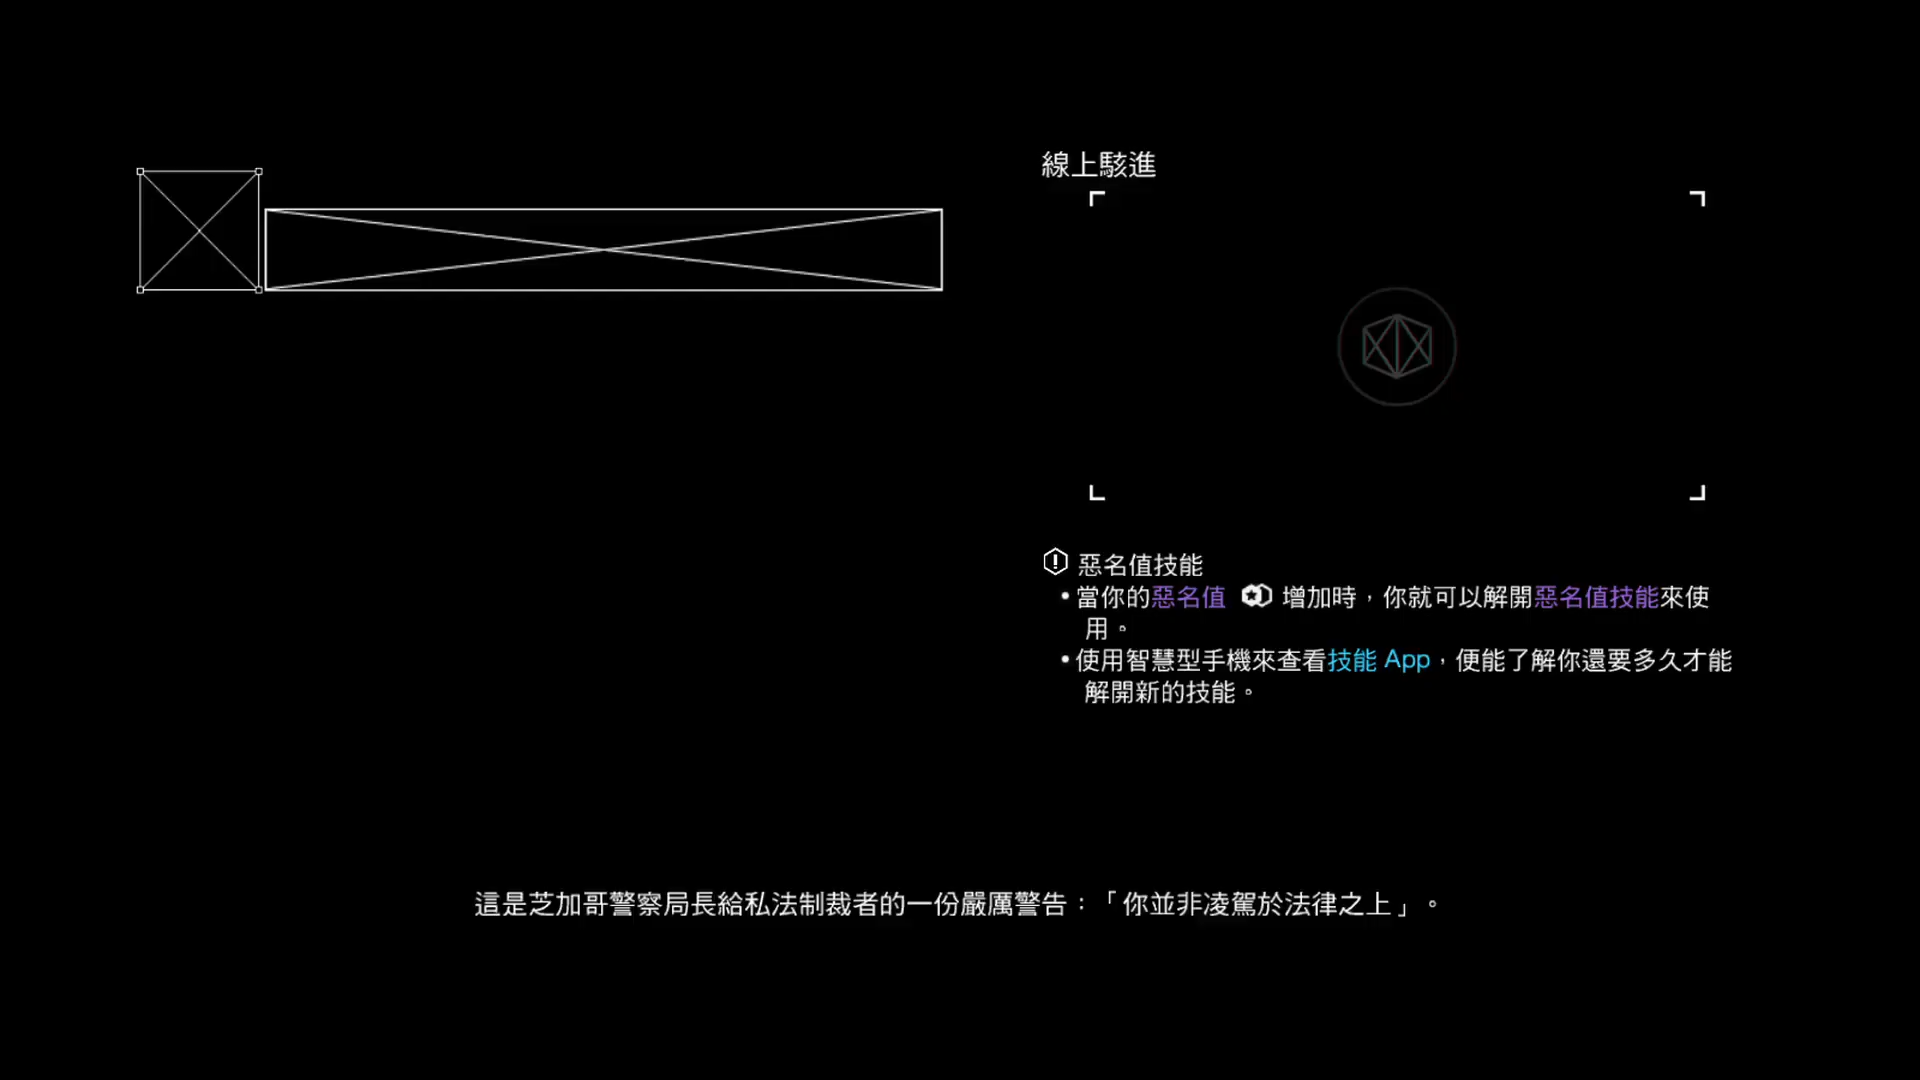 線上駭進
惡名值技能
•當你的惡名值 增加時，你就可以解開惡名值技能來使
用。
•使用智慧型手機來查看技能 App，便能了解你還要多久才能
解開新的技能。
這是芝加哥警察局長給私法制裁者的一份嚴厲警告：「你並非凌駕於法律之上」。